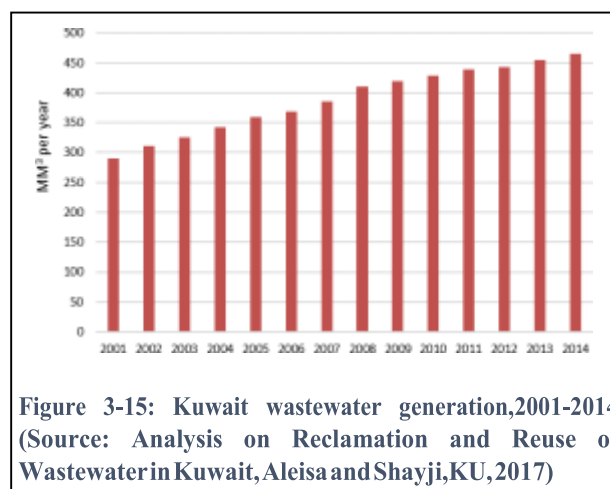 500
450
400
350
300
250
200
150
100
50
0
MM³ per year
2001 2002 2003 2004 2005 2006 2007 2008 2009 2010 2011 2012 2013 2014
Figure 3-15: Kuwait wastewater generation,2001-2014
(Source: Analysis on Reclamation and Reuse o
Wastewater in Kuwait, Aleisa and Shayji, KU, 2017)